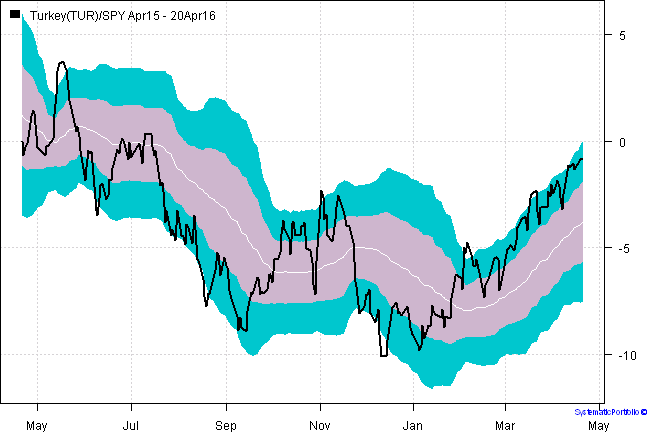 Turkey(TUR)/SPY Apr15 - 20Apr16
5
0
-5
-10
SystematicPortfolio ©
May Jul Sep Nov Jan Mar May